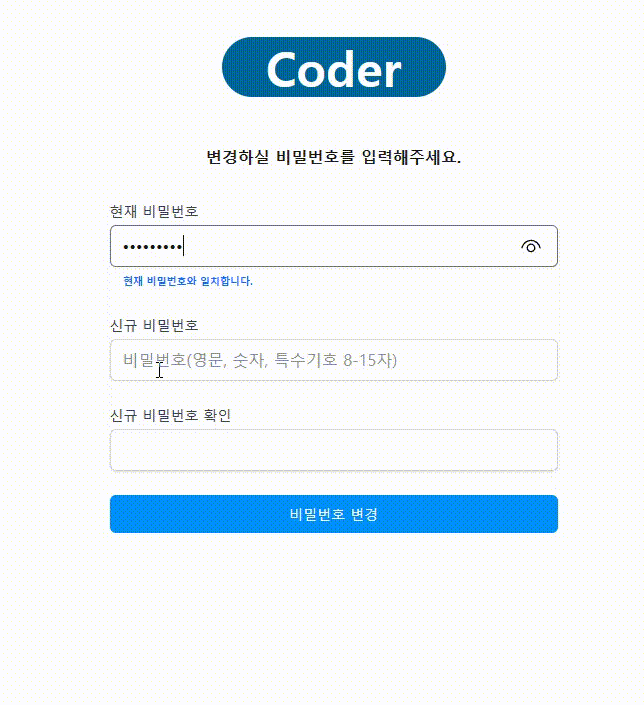 Coder
변경하실 비밀번호를 입력해주세요.
현재 비밀번호
•••••••••
현재 비밀번호와 일치합니다.
신규 비밀번호
비밀번호(영문, 숫자, 특수기호 8-15자)
신규 비밀번호 확인
비밀번호 변경